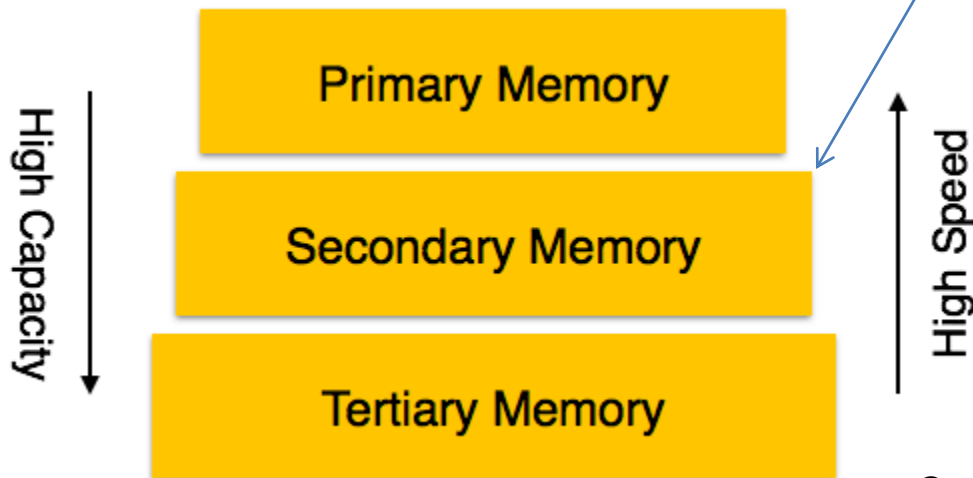 Primary Memory
High Capacity
High Speed
Secondary Memory
Tertiary Memory